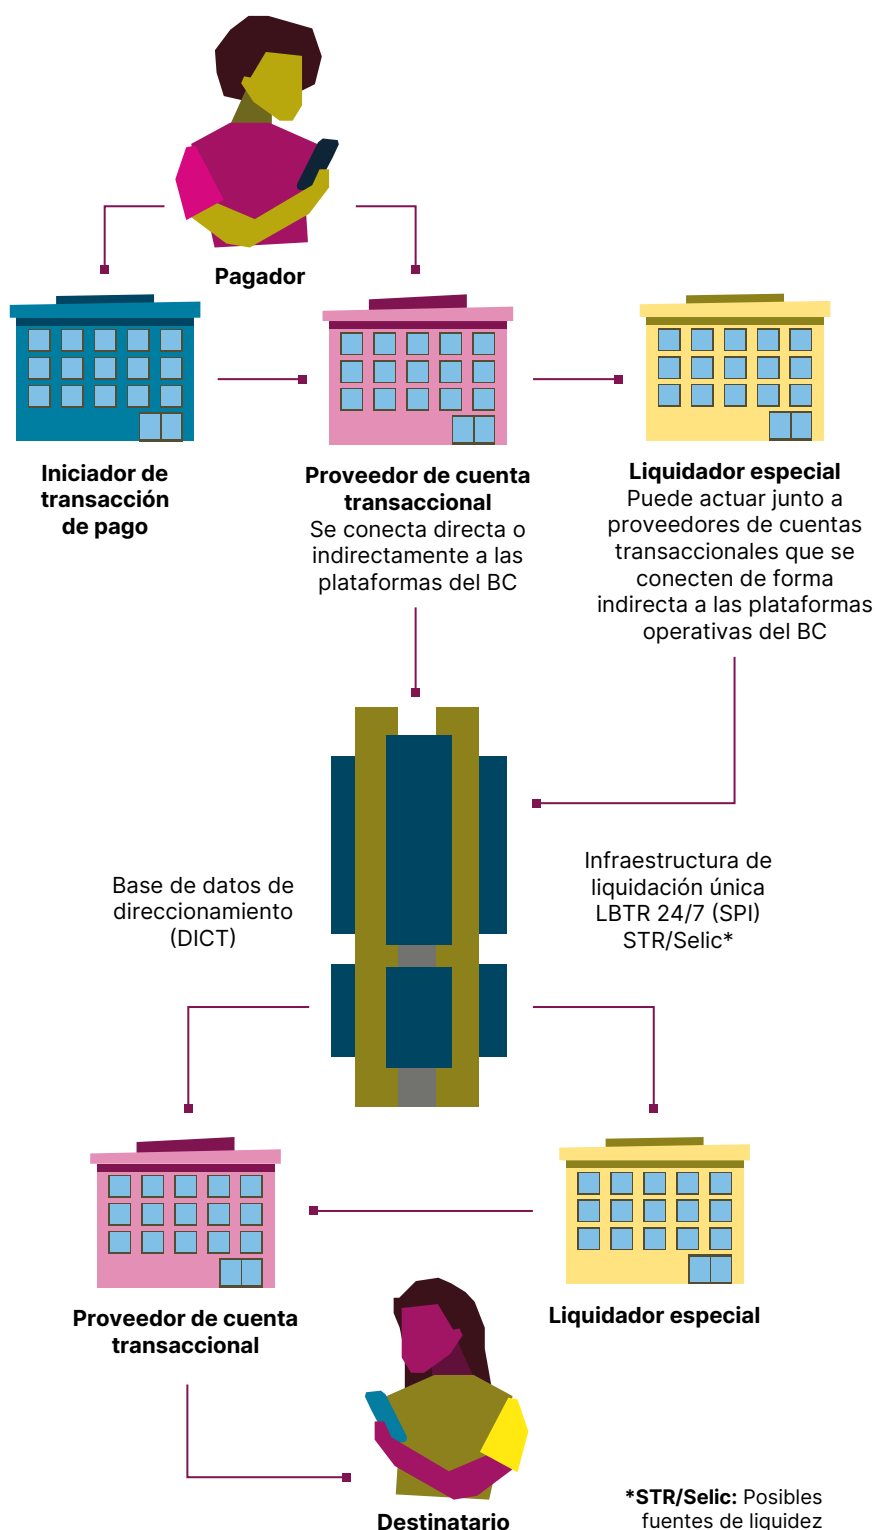 Pagador
Iniciador de
transacción
de pago
Proveedor de cuenta
transaccional
Se conecta directa o
indirectamente a las
plataformas del BC
Liquidador especial
Puede actuar junto a
proveedores de cuentas
transaccionales que se
conecten de forma
indirecta a las plataformas
operativas del BC
Base de datos de
direccionamiento
(DICT)
Infraestructura de
liquidación única
LBTR 24/7 (SPI)
STR/Selic*
Proveedor de cuenta
transaccional
Liquidador especial
Destinatario
*STR/Selic: Posibles
fuentes de liquidez